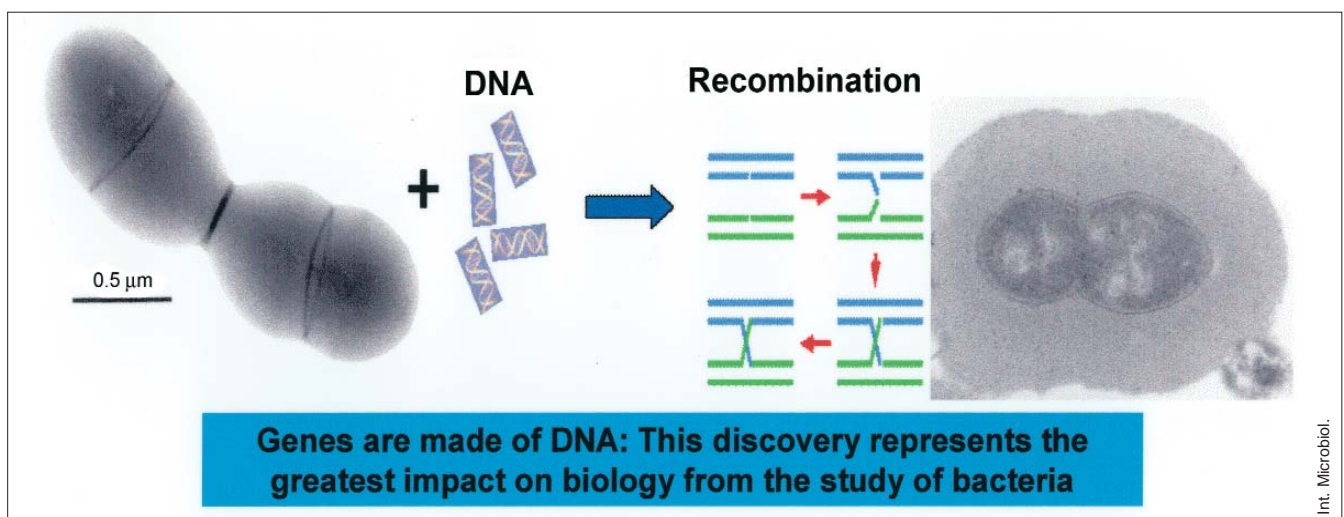 DNA
Recombination
+
0.5 µm
Genes are made of DNA: This discovery represents the
greatest impact on biology from the study of bacteria
Int. Microbiol.